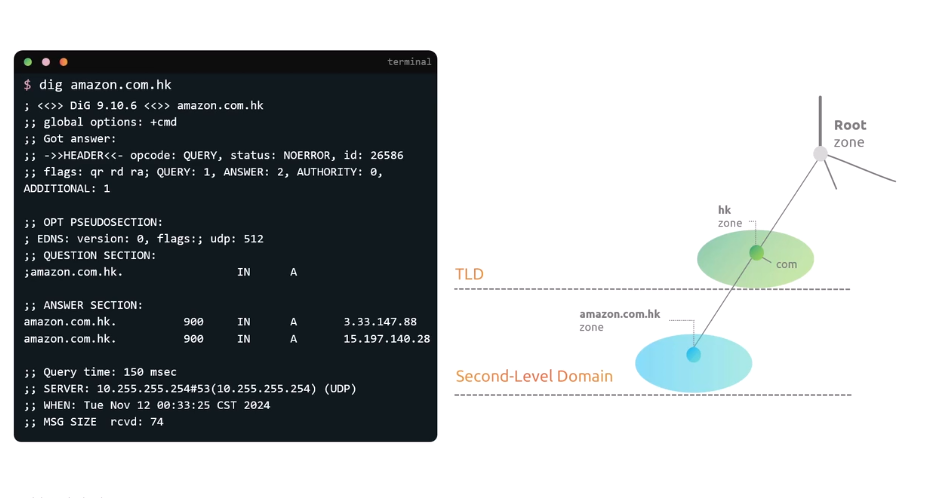 terminal
$ dig amazon.com.hk
; <<>> DiG 9.10.6 <<>> amazon.com.hk
;; global options: +cmd
;; Got answer:
;; ->>HEADER<<- opcode: QUERY, status: NOERROR, id: 26586
;; flags: qr rd ra; QUERY: 1, ANSWER: 2, AUTHORITY: 0,
ADDITIONAL: 1
;; OPT PSEUDOSECTION:
; EDNS: version: 0, flags:; udp: 512
;; QUESTION SECTION:
;amazon.com.hk. IN A
;; ANSWER SECTION:
amazon.com.hk. 900 IN A 3.33.147.88
amazon.com.hk. 900 IN A 15.197.140.28
;; Query time: 150 msec
;; SERVER: 10.255.255.254#53(10.255.255.254) (UDP)
;; WHEN: Tue Nov 12 00:33:25 CST 2024
;; MSG SIZE rcvd: 74
Root
zone
hk
zone
com
TLD
amazon.com.hk
zone
Second-Level Domain